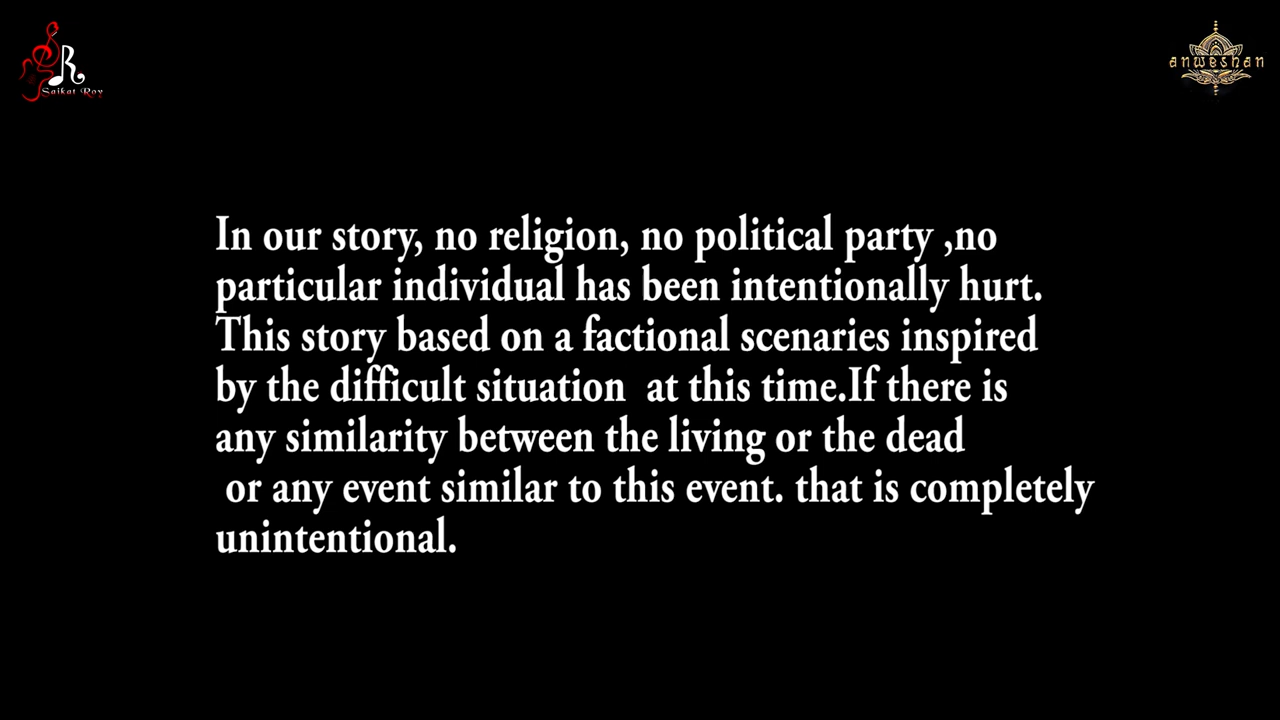 Saikat Roy
anweshan
In our story, no religion, no political party ,no
particular individual has been intentionally hurt.
This story based on a factional scenaries inspired
by the difficult situation  at this time.If there is
any similarity between the living or the dead
or any event similar to this event. that is completely
unintentional.